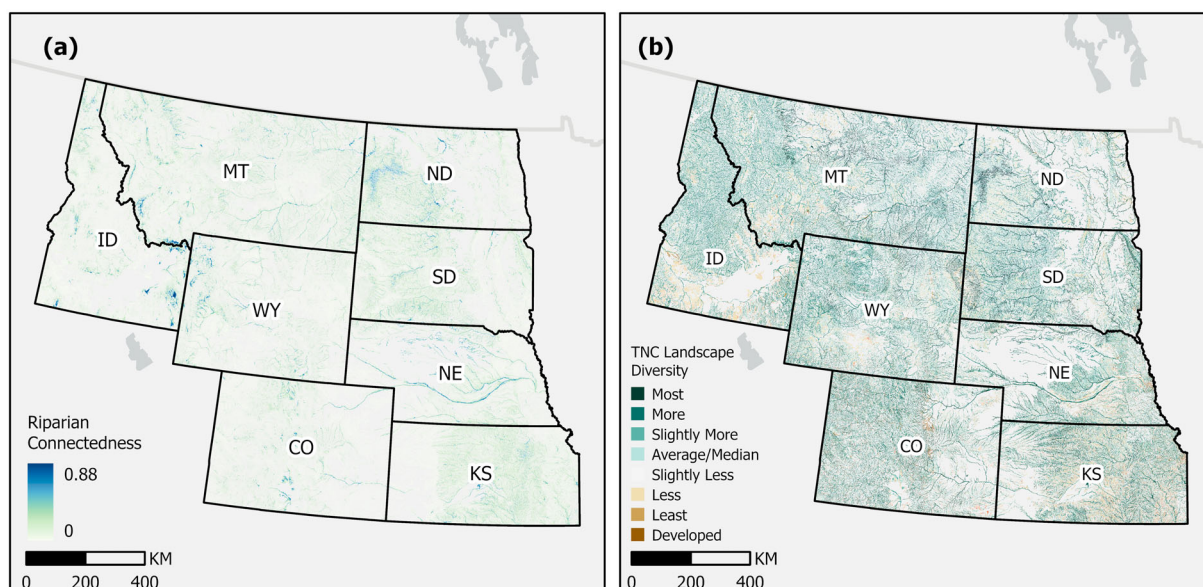 (a)
MT
ND
ID
SD
WY
NE
CO
KS
Riparian
Connectedness
0.88
0
KM
0 200 400
(b)
MT
ND
ID
SD
WY
NE
CO
KS
TNC Landscape
Diversity
Most
More
Slightly More
Average/Median
Slightly Less
Less
Least
Developed
KM
0 200 400